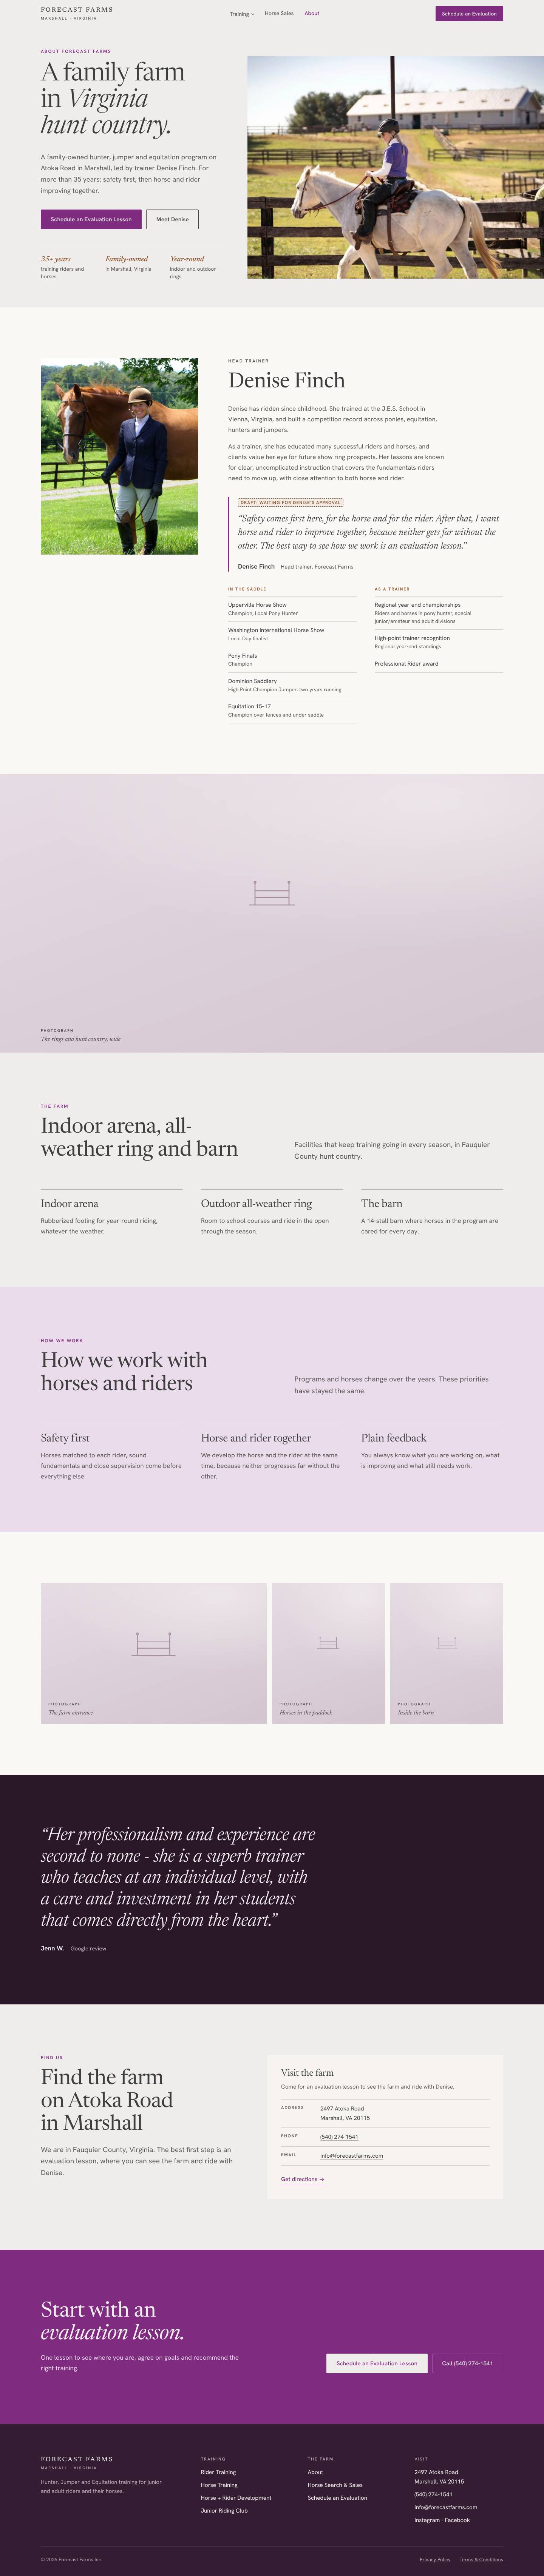 FORECAST FARMS
MARSHALL · VIRGINIA
Training
Horse Sales
About
Schedule an Evaluation
ABOUT FORECAST FARMS
A family farm
in Virginia
hunt country.
A family-owned hunter, jumper and equitation program on
Atoka Road in Marshall, led by trainer Denise Finch. For
more than 35 years: safety first, then horse and rider
improving together.
Schedule an Evaluation Lesson
Meet Denise
35+ years
training riders and
horses
Family-owned
in Marshall, Virginia
Year-round
indoor and outdoor
rings
HEAD TRAINER
Denise Finch
Denise has ridden since childhood. She trained at the J.E.S. School in
Vienna, Virginia, and built a competition record across ponies, equitation,
hunters and jumpers.
As a trainer, she has educated many successful riders and horses, and
clients value her eye for future show ring prospects. Her lessons are known
for clear, uncomplicated instruction that covers the fundamentals riders
need to move up, with close attention to both horse and rider.
DRAFT: WAITING FOR DENISE'S APPROVAL
“Safety comes first here, for the horse and for the rider. After that, I want
horse and rider to improve together, because neither gets far without the
other. The best way to see how we work is an evaluation lesson.”
Denise Finch Head trainer, Forecast Farms
IN THE SADDLE
Upperville Horse Show
Champion, Local Pony Hunter
Washington International Horse Show
Local Day finalist
Pony Finals
Champion
Dominion Saddlery
High Point Champion Jumper, two years running
Equitation 15–17
Champion over fences and under saddle
AS A TRAINER
Regional year-end championships
Riders and horses in pony hunter, special
junior/amateur and adult divisions
High-point trainer recognition
Regional year-end standings
Professional Rider award
PHOTOGRAPH
The rings and hunt country, wide
THE FARM
Indoor arena, all-
weather ring and barn
Facilities that keep training going in every season, in Fauquier
County hunt country.
Indoor arena
Rubberized footing for year-round riding,
whatever the weather.
Outdoor all-weather ring
Room to school courses and ride in the open
through the season.
The barn
A 14-stall barn where horses in the program are
cared for every day.
HOW WE WORK
How we work with
horses and riders
Programs and horses change over the years. These priorities
have stayed the same.
Safety first
Horses matched to each rider, sound
fundamentals and close supervision come before
everything else.
Horse and rider together
We develop the horse and the rider at the same
time, because neither progresses far without the
other.
Plain feedback
You always know what you are working on, what
is improving and what still needs work.
PHOTOGRAPH
The farm entrance
PHOTOGRAPH
Horses in the paddock
PHOTOGRAPH
Inside the barn
“Her professionalism and experience are
second to none - she is a superb trainer
who teaches at an individual level, with
a care and investment in her students
that comes directly from the heart.”
Jenn W. Google review
FIND US
Find the farm
on Atoka Road
in Marshall
We are in Fauquier County, Virginia. The best first step is an
evaluation lesson, where you can see the farm and ride with
Denise.
Visit the farm
Come for an evaluation lesson to see the farm and ride with Denise.
ADDRESS
2497 Atoka Road
Marshall, VA 20115
PHONE
(540) 274-1541
EMAIL
info@forecastfarms.com
Get directions →
Start with an
evaluation lesson.
One lesson to see where you are, agree on goals and recommend the
right training.
Schedule an Evaluation Lesson
Call (540) 274-1541
FORECAST FARMS
MARSHALL · VIRGINIA
Hunter, Jumper and Equitation training for junior
and adult riders and their horses.
TRAINING
Rider Training
Horse Training
Horse + Rider Development
Junior Riding Club
THE FARM
About
Horse Search & Sales
Schedule an Evaluation
VISIT
2497 Atoka Road
Marshall, VA 20115
(540) 274-1541
info@forecastfarms.com
Instagram · Facebook
© 2026 Forecast Farms Inc.
Privacy Policy
Terms & Conditions